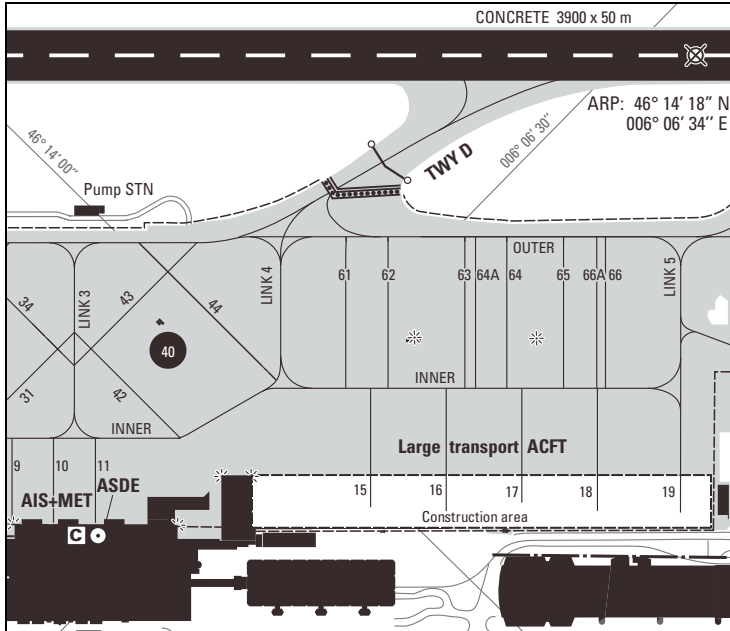 CONCRETE 3900 x 50 m
ARP: 46° 14' 18" N
006° 06' 34'' E
46° 14' 00''
006° 06' 30''
TWY D
Pump STN
OUTER
LINK 3
LINK 4
LINK 5
34
43
44
61
62
63
64A
64
65
66A
66
40
31
42
INNER
INNER
Large transport ACFT
9
10
11
AIS+MET
ASDE
15
16
17
18
19
Construction area
C